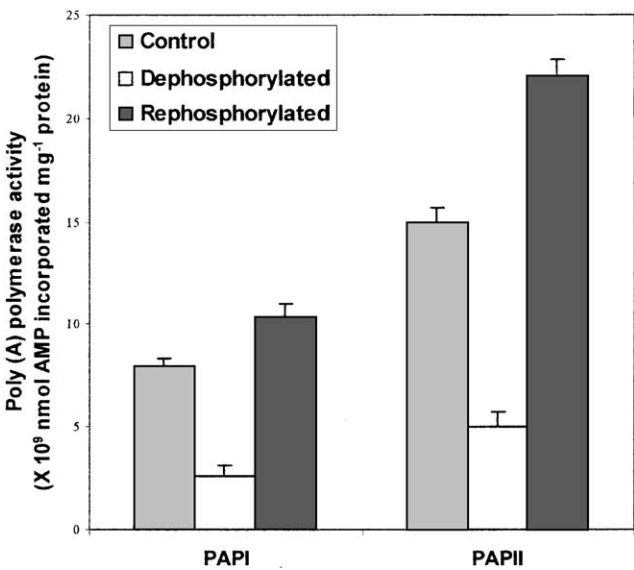 Poly (A) polymerase activity
(X 10⁹ nmol AMP incorporated mg⁻¹ protein)
25
20
15
10
5
0
Control
Dephosphorylated
Rephosphorylated
PAPI
PAPII